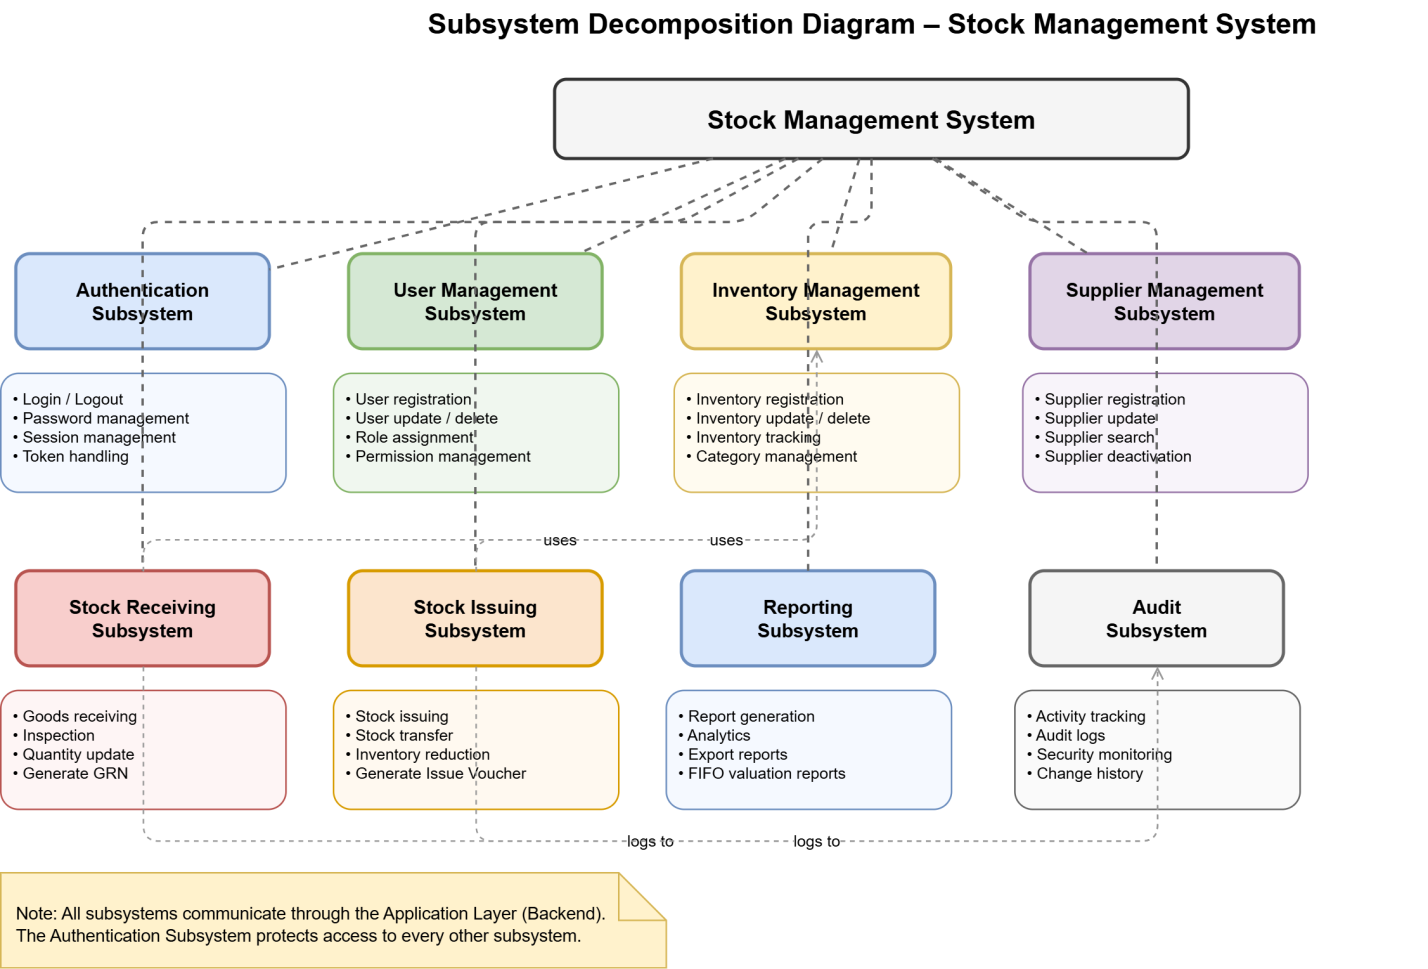 Subsystem Decomposition Diagram – Stock Management System
Stock Management System
Authentication
Subsystem
User Management
Subsystem
Inventory Management
Subsystem
Supplier Management
Subsystem
• Login / Logout
• Password management
• Session management
• Token handling
• User registration
• User update / delete
• Role assignment
• Permission management
• Inventory registration
• Inventory update / delete
• Inventory tracking
• Category management
• Supplier registration
• Supplier update
• Supplier search
• Supplier deactivation
uses
uses
Stock Receiving
Subsystem
Stock Issuing
Subsystem
Reporting
Subsystem
Audit
Subsystem
• Goods receiving
• Inspection
• Quantity update
• Generate GRN
• Stock issuing
• Stock transfer
• Inventory reduction
• Generate Issue Voucher
• Report generation
• Analytics
• Export reports
• FIFO valuation reports
• Activity tracking
• Audit logs
• Security monitoring
• Change history
logs to
logs to
Note: All subsystems communicate through the Application Layer (Backend).
The Authentication Subsystem protects access to every other subsystem.